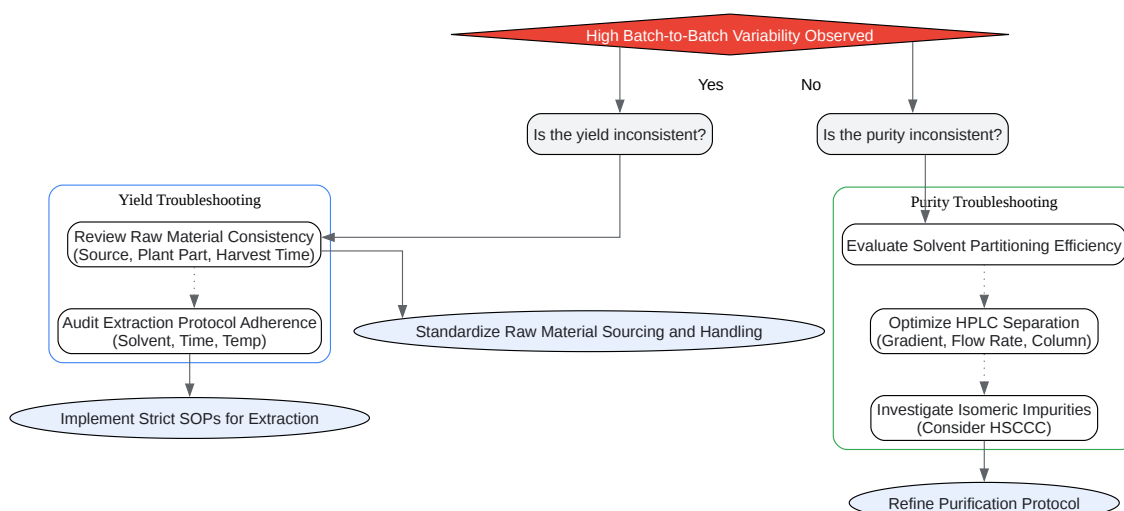 High Batch-to-Batch Variability Observed
Yes
No
Is the yield inconsistent?
Is the purity inconsistent?
Yield Troubleshooting
Purity Troubleshooting
Review Raw Material Consistency
(Source, Plant Part, Harvest Time)
Evaluate Solvent Partitioning Efficiency
Audit Extraction Protocol Adherence
(Solvent, Time, Temp)
Standardize Raw Material Sourcing and Handling
Optimize HPLC Separation
(Gradient, Flow Rate, Column)
Implement Strict SOPs for Extraction
Investigate Isomeric Impurities
(Consider HSCCC)
Refine Purification Protocol